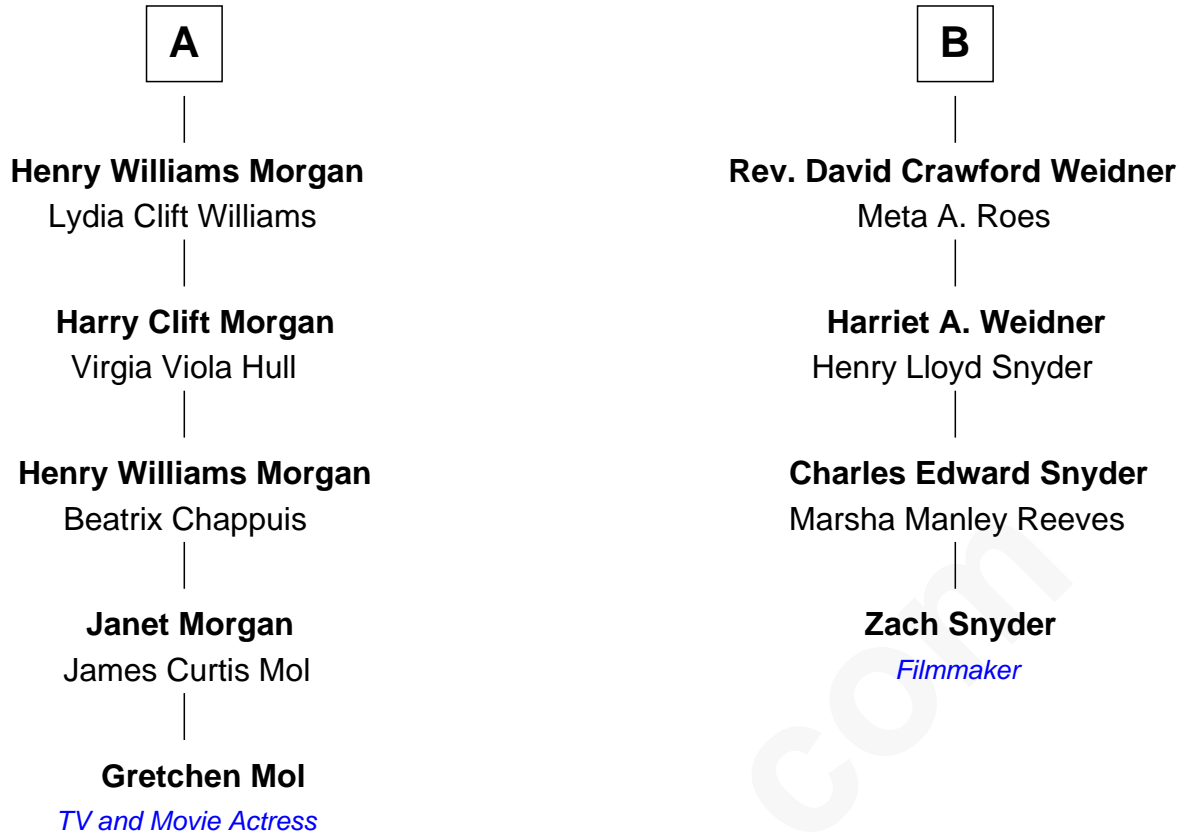 A
Henry Williams Morgan
Lydia Clift Williams
Harry Clift Morgan
Virgia Viola Hull
Henry Williams Morgan
Beatrix Chappuis
Janet Morgan
James Curtis Mol
Gretchen Mol
TV and Movie Actress
B
Rev. David Crawford Weidner
Meta A. Roes
Harriet A. Weidner
Henry Lloyd Snyder
Charles Edward Snyder
Marsha Manley Reeves
Zach Snyder
Filmmaker
com